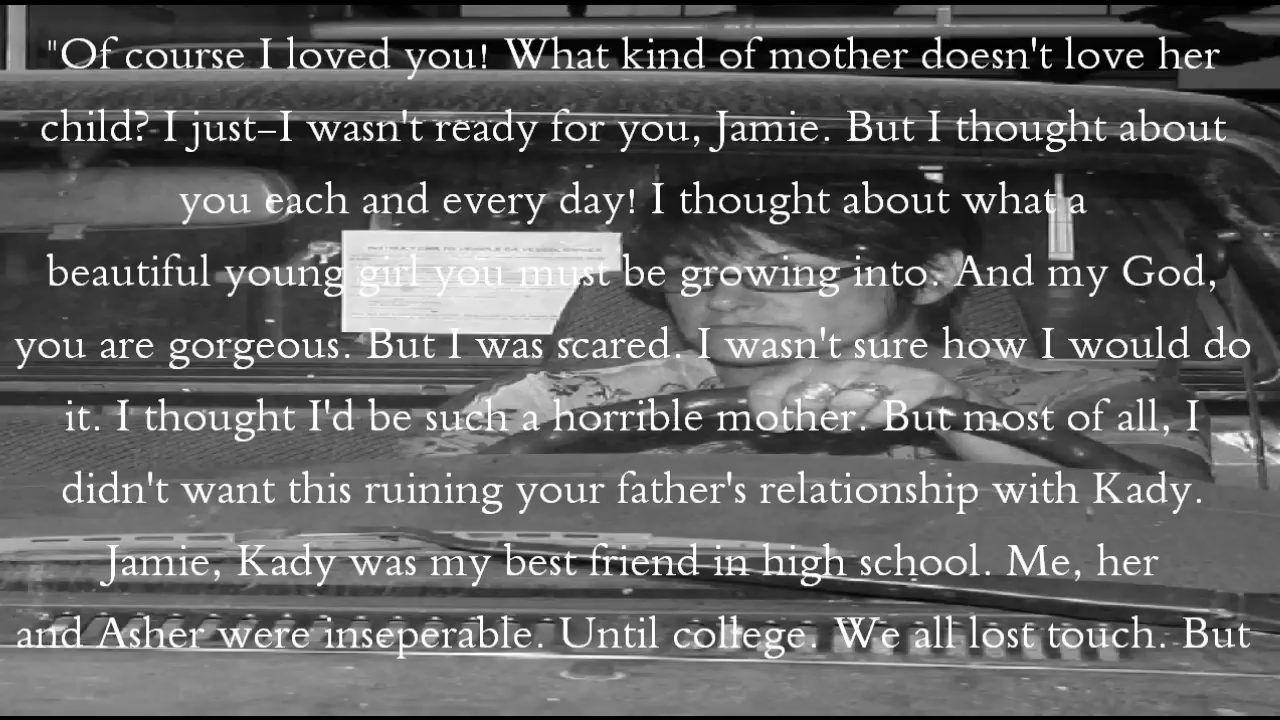 "Of course I loved you! What kind of mother doesn't love her
child? I just–I wasn't ready for you, Jamie. But I thought about
you each and every day! I thought about what a
beautiful young girl you must be growing into. And my God,
you are gorgeous. But I was scared. I wasn't sure how I would do
it. I thought I'd be such a horrible mother. But most of all, I
didn't want this ruining your father's relationship with Kady.
Jamie, Kady was my best friend in high school. Me, her
and Asher were inseperable. Until college. We all lost touch. But